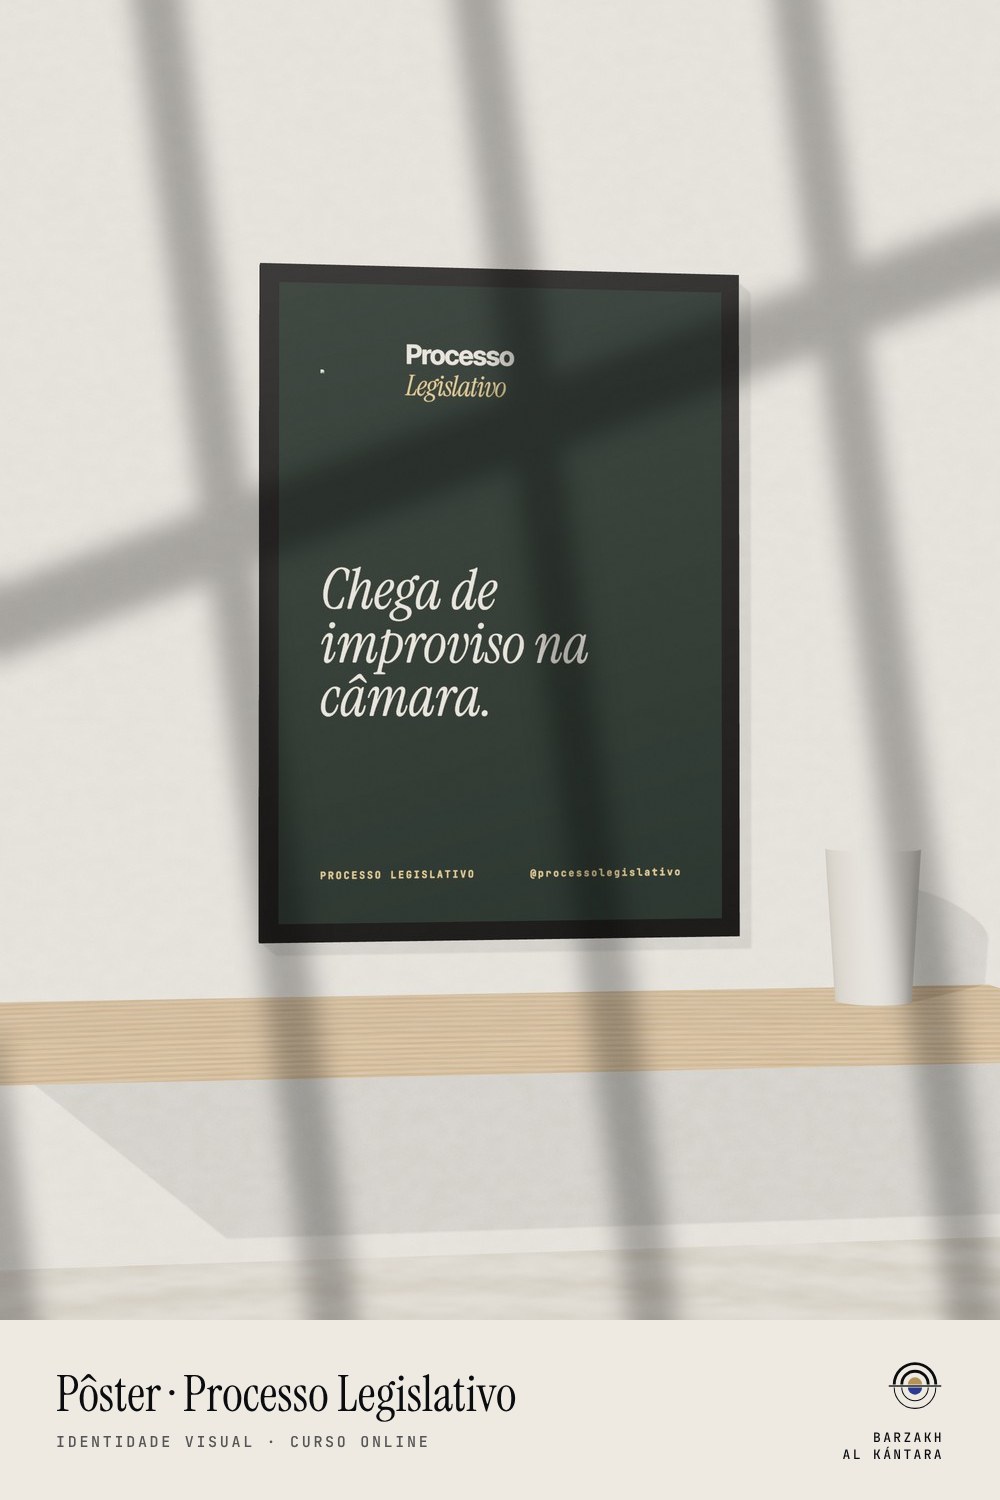 Processo
Legislativo
Chega de
improviso na
câmara.
PROCESSO LEGISLATIVO
@processolegislativo
Pôster · Processo Legislativo
IDENTIDADE VISUAL · CURSO ONLINE
BARZAKH
AL KÁNTARA